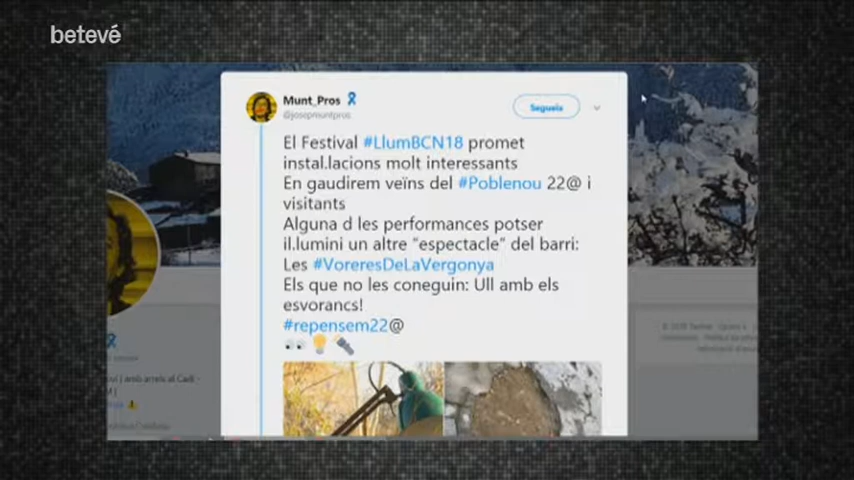 betevé
Munt_Pros
@josepmuntpros
Segueix
El Festival #LlumBCN18 promet
instal.lacions molt interessants
En gaudirem veïns del #Poblenou 22@ i
visitants
Alguna d les performances potser
il.lumini un altre "espectacle" del barri:
Les #VoreresDeLaVergonya
Els que no les coneguin: Ull amb els
esvorancs!
#repensem22@